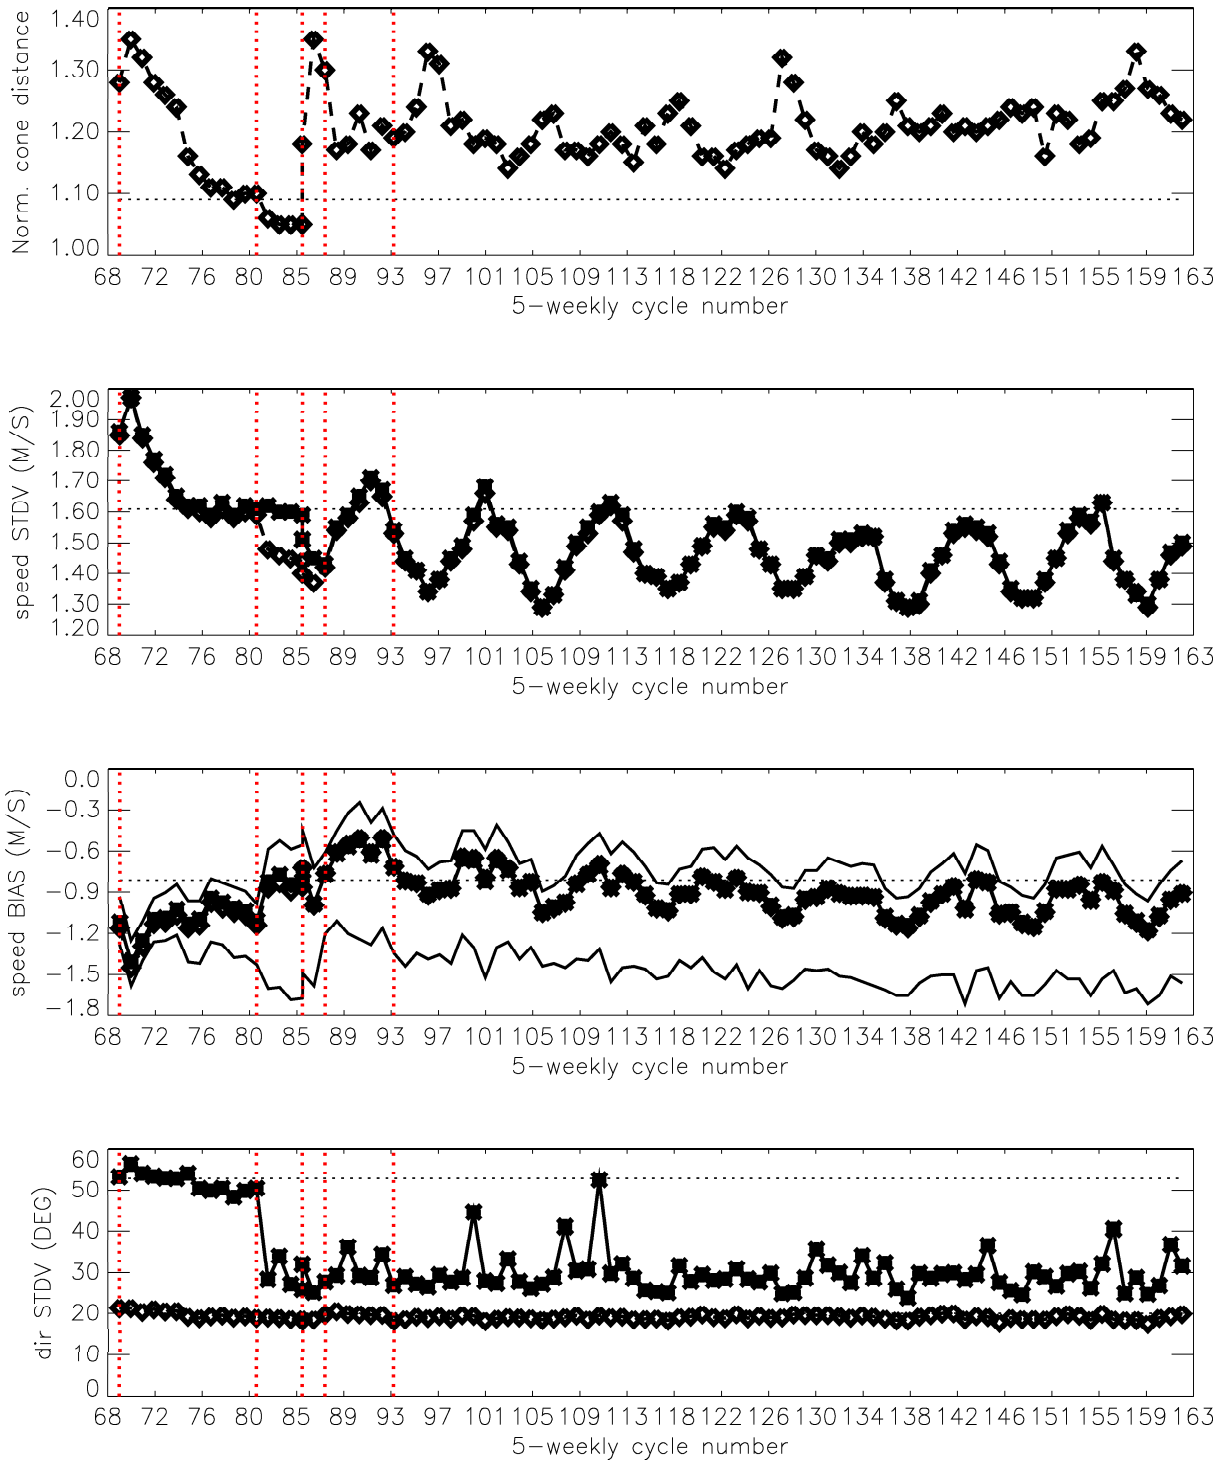 Norm. cone distance
1.40
1.30
1.20
1.10
1.00
68 72 76 80 85 89 93 97 101 105 109 113 118 122 126 130 134 138 142 146 151 155 159 163
5-weekly cycle number
speed STDV (M/S)
2.00
1.90
1.80
1.70
1.60
1.50
1.40
1.30
1.20
68 72 76 80 85 89 93 97 101 105 109 113 118 122 126 130 134 138 142 146 151 155 159 163
5-weekly cycle number
speed BIAS (M/S)
0.0
-0.3
-0.6
-0.9
-1.2
-1.5
-1.8
68 72 76 80 85 89 93 97 101 105 109 113 118 122 126 130 134 138 142 146 151 155 159 163
5-weekly cycle number
dir STDV (DEG)
60
50
40
30
20
10
0
68 72 76 80 85 89 93 97 101 105 109 113 118 122 126 130 134 138 142 146 151 155 159 163
5-weekly cycle number